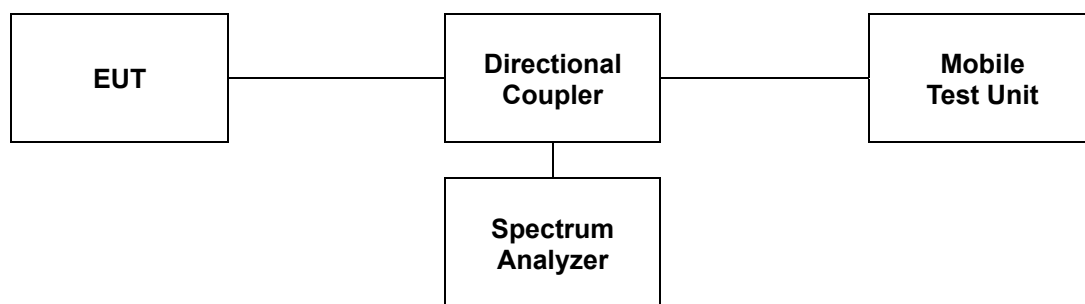 EUT
Directional
Coupler
Mobile
Test Unit
Spectrum
Analyzer